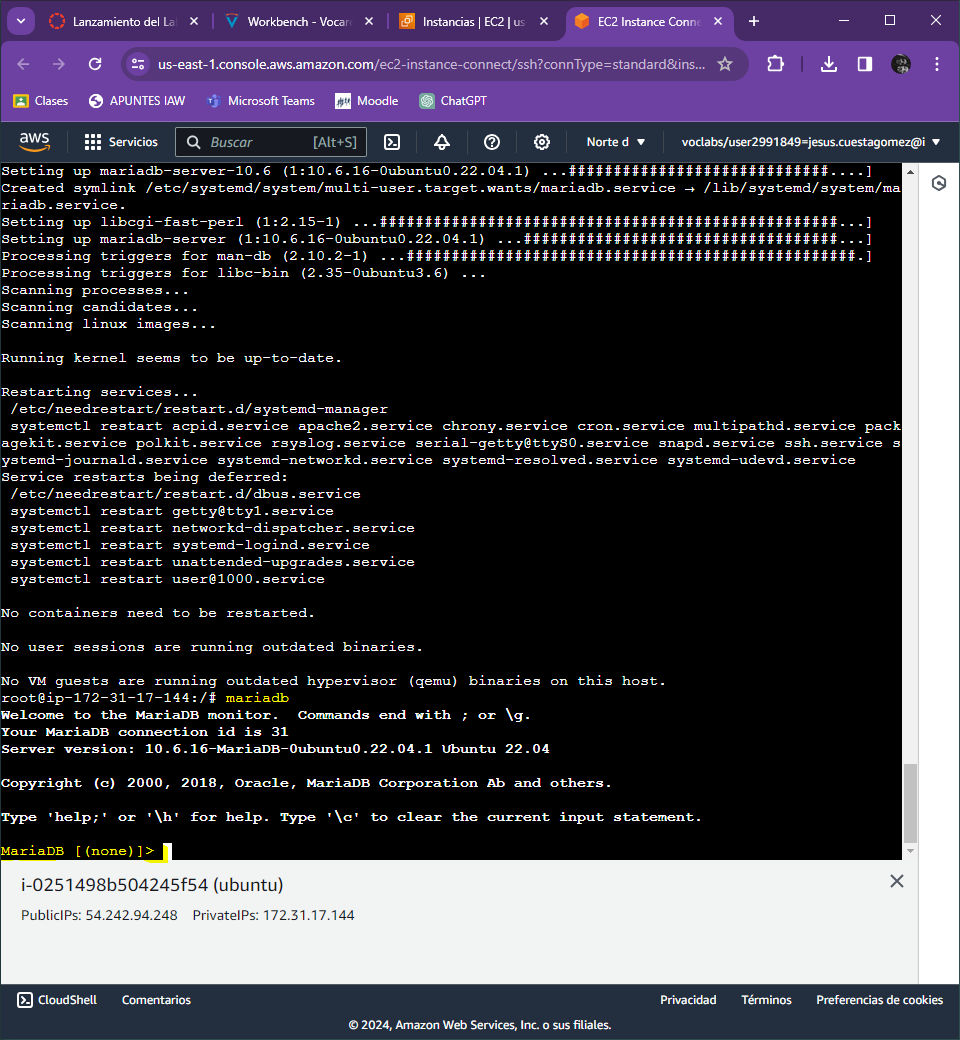 Lanzamiento del La
Workbench - Vocar
Instancias | EC2 | us
EC2 Instance Conne
us-east-1.console.aws.amazon.com/ec2-instance-connect/ssh?connType=standard&ins...
Clases
APUNTES IAW
Microsoft Teams
Moodle
ChatGPT
aws
Servicios
Buscar
[Alt+S]
Norte d
voclabs/user2991849=jesus.cuestagomez@i
Setting up mariadb-server-10.6 (1:10.6.16-0ubuntu0.22.04.1) ...#############################....]
Created symlink /etc/systemd/system/multi-user.target.wants/mariadb.service → /lib/systemd/system/ma
riadb.service.
Setting up libcgi-fast-perl (1:2.15-1) ...###################################################...]
Setting up mariadb-server (1:10.6.16-0ubuntu0.22.04.1) ...###################################...]
Processing triggers for man-db (2.10.2-1) ...##################################################.]
Processing triggers for libc-bin (2.35-0ubuntu3.6) ...
Scanning processes...
Scanning candidates...
Scanning linux images...
Running kernel seems to be up-to-date.
Restarting services...
/etc/needrestart/restart.d/systemd-manager
systemctl restart acpid.service apache2.service chrony.service cron.service multipathd.service pack
agekit.service polkit.service rsyslog.service serial-getty@ttyS0.service snapd.service ssh.service s
ystemd-journald.service systemd-networkd.service systemd-resolved.service systemd-udevd.service
Service restarts being deferred:
/etc/needrestart/restart.d/dbus.service
systemctl restart getty@tty1.service
systemctl restart networkd-dispatcher.service
systemctl restart systemd-logind.service
systemctl restart unattended-upgrades.service
systemctl restart user@1000.service
No containers need to be restarted.
No user sessions are running outdated binaries.
No VM guests are running outdated hypervisor (qemu) binaries on this host.
root@ip-172-31-17-144:/# mariadb
Welcome to the MariaDB monitor.  Commands end with ; or \g.
Your MariaDB connection id is 31
Server version: 10.6.16-MariaDB-0ubuntu0.22.04.1 Ubuntu 22.04
Copyright (c) 2000, 2018, Oracle, MariaDB Corporation Ab and others.
Type 'help;' or '\h' for help. Type '\c' to clear the current input statement.
MariaDB [(none)]>
i-0251498b504245f54 (ubuntu)
PublicIPs: 54.242.94.248 PrivateIPs: 172.31.17.144
CloudShell
Comentarios
Privacidad
Términos
Preferencias de cookies
© 2024, Amazon Web Services, Inc. o sus filiales.